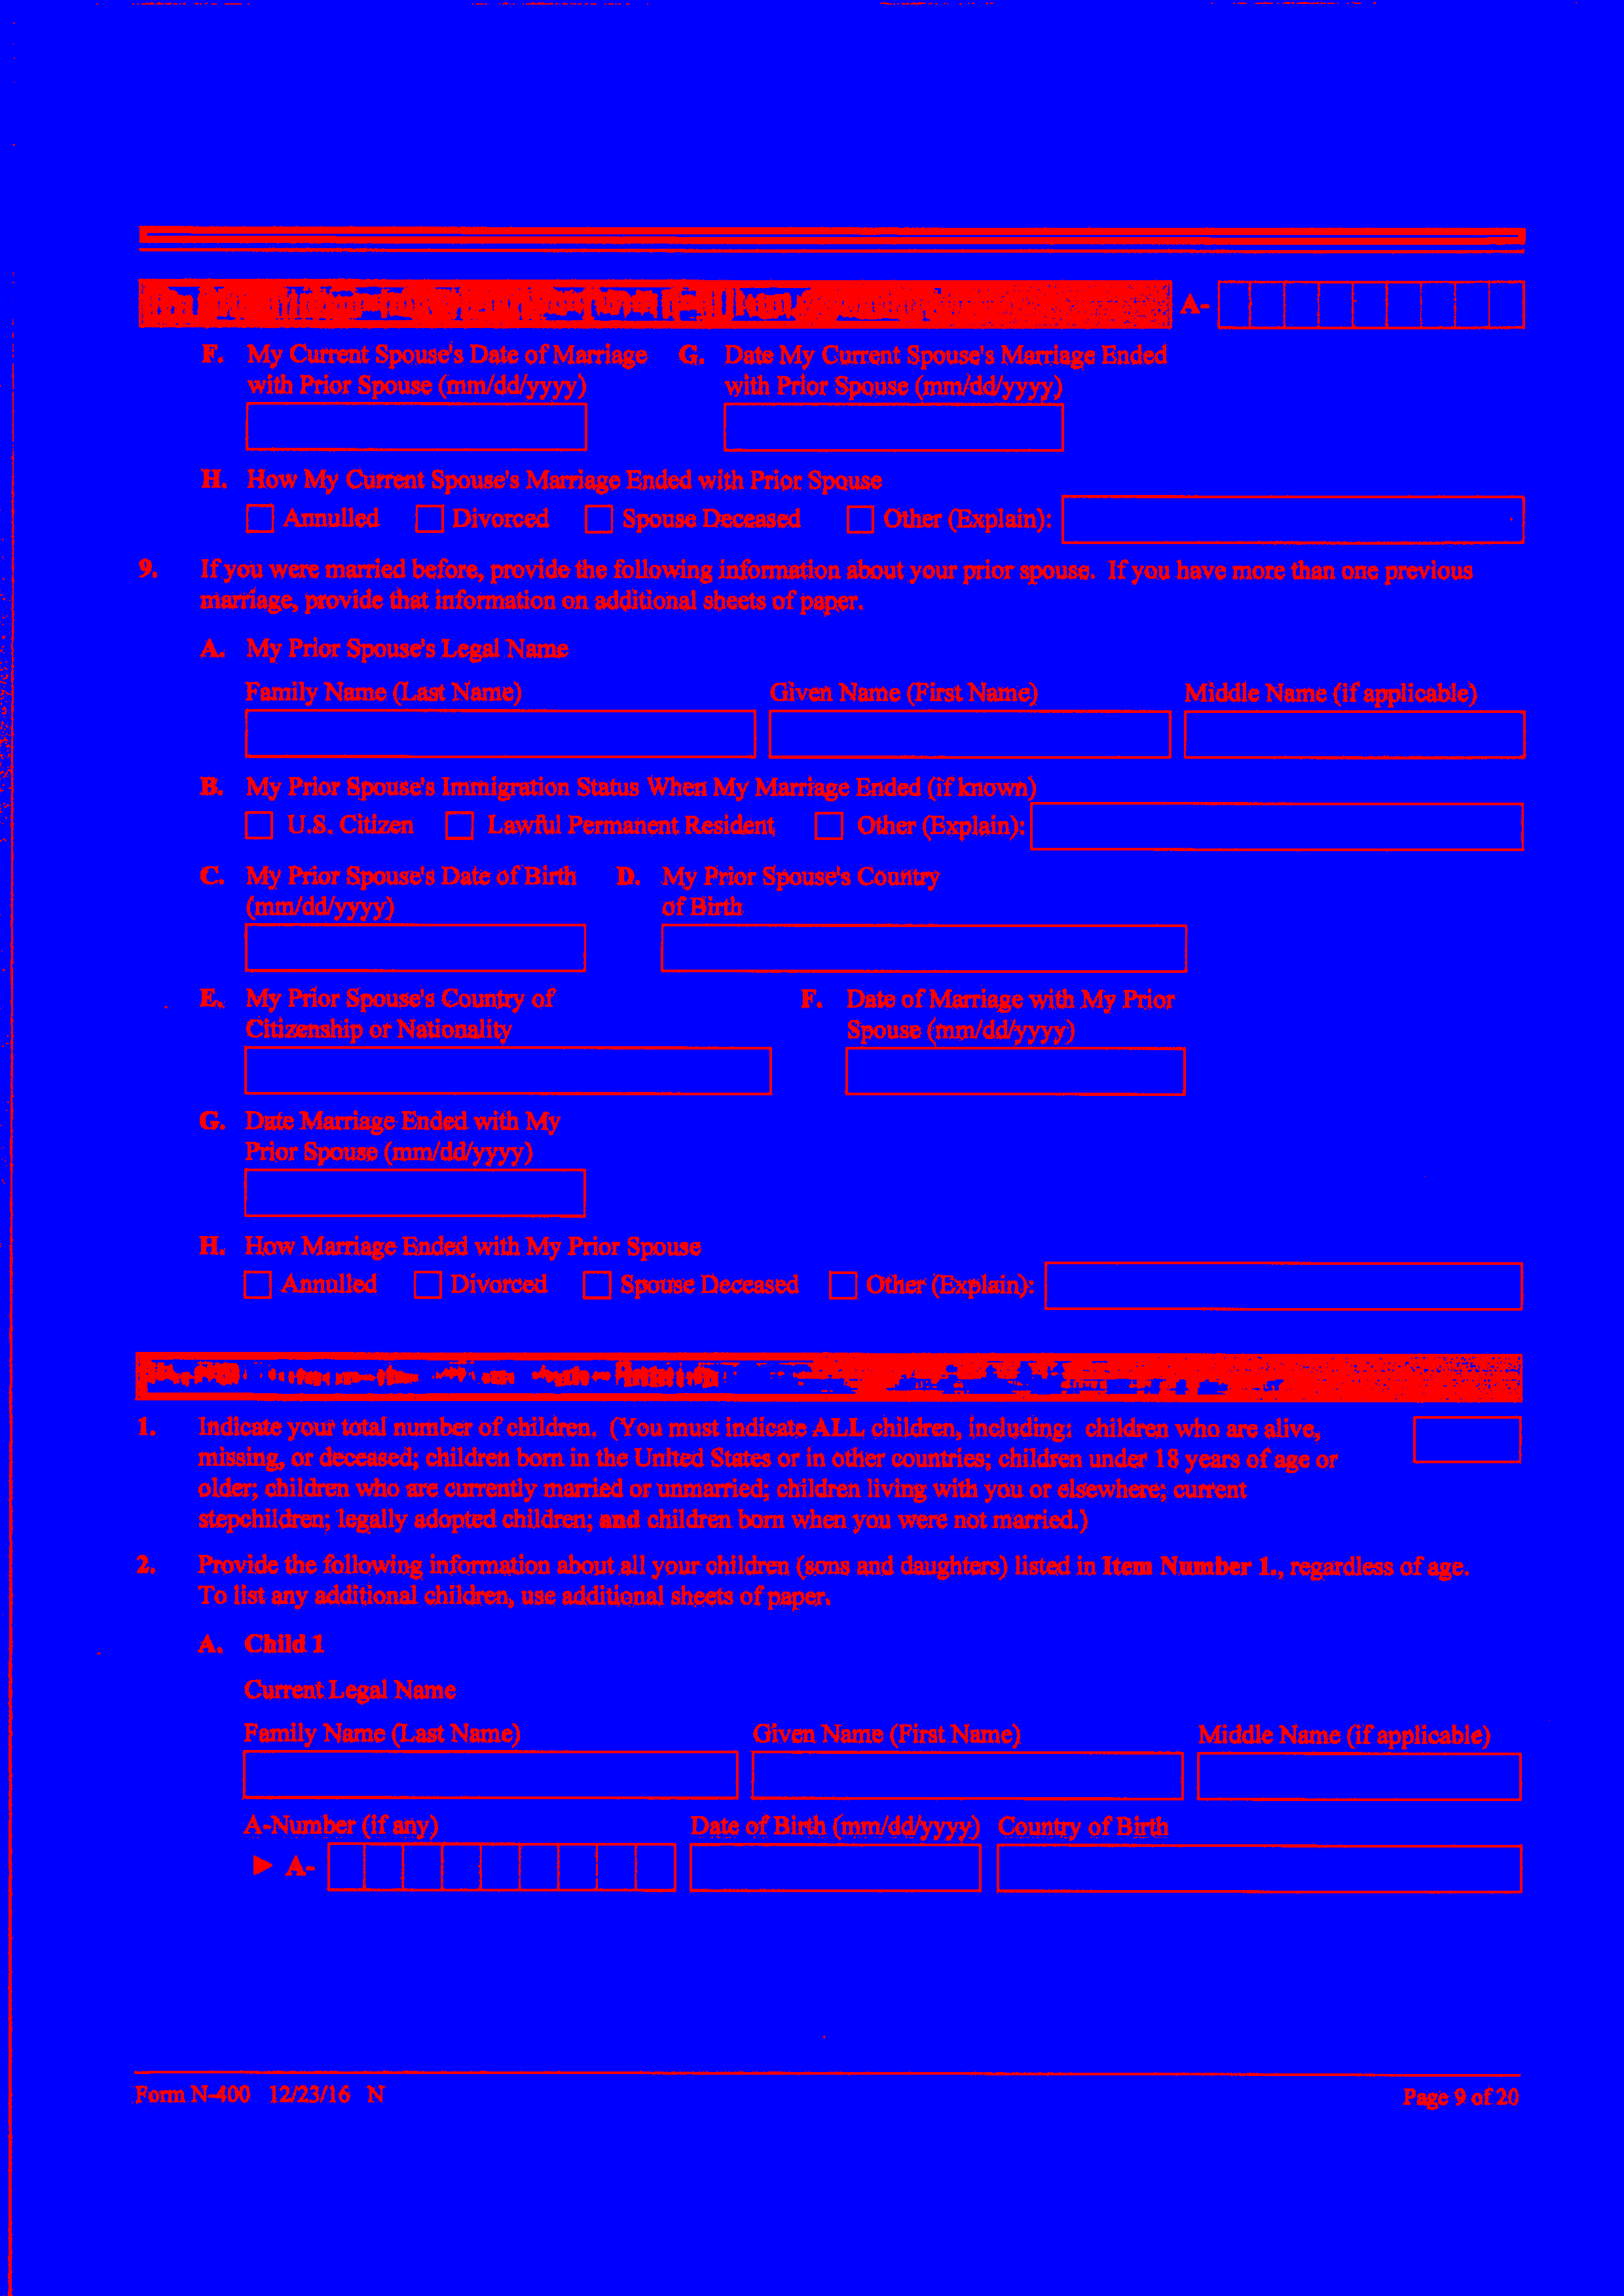 A-
F. My Current Spouse's Date of Marriage with Prior Spouse (mm/dd/yyyy)
G. Date My Current Spouse's Marriage Ended with Prior Spouse (mm/dd/yyyy)
H. How My Current Spouse's Marriage Ended with Prior Spouse
Annulled Divorced Spouse Deceased Other (Explain):
9. If you were married before, provide the following information about your prior spouse. If you have more than one previous
marriage, provide that information on additional sheets of paper.
A. My Prior Spouse's Legal Name
Family Name (Last Name) Given Name (First Name) Middle Name (if applicable)
B. My Prior Spouse's Immigration Status When My Marriage Ended (if known)
U.S. Citizen Lawful Permanent Resident Other (Explain):
C. My Prior Spouse's Date of Birth (mm/dd/yyyy)
D. My Prior Spouse's Country of Birth
E. My Prior Spouse's Country of Citizenship or Nationality
F. Date of Marriage with My Prior Spouse (mm/dd/yyyy)
G. Date Marriage Ended with My
Prior Spouse (mm/dd/yyyy)
H. How Marriage Ended with My Prior Spouse
Annulled Divorced Spouse Deceased Other (Explain):
1. Indicate your total number of children. (You must indicate ALL children, including: children who are alive,
missing, or deceased; children born in the United States or in other countries; children under 18 years of age or
older; children who are currently married or unmarried; children living with you or elsewhere; current
stepchildren; legally adopted children; and children born when you were not married.)
2. Provide the following information about all your children (sons and daughters) listed in Item Number 1., regardless of age.
To list any additional children, use additional sheets of paper.
A. Child 1
Current Legal Name
Family Name (Last Name) Given Name (First Name) Middle Name (if applicable)
A-Number (if any) Date of Birth (mm/dd/yyyy) Country of Birth
► A-
Form N-400 12/23/16 N Page 9 of 20